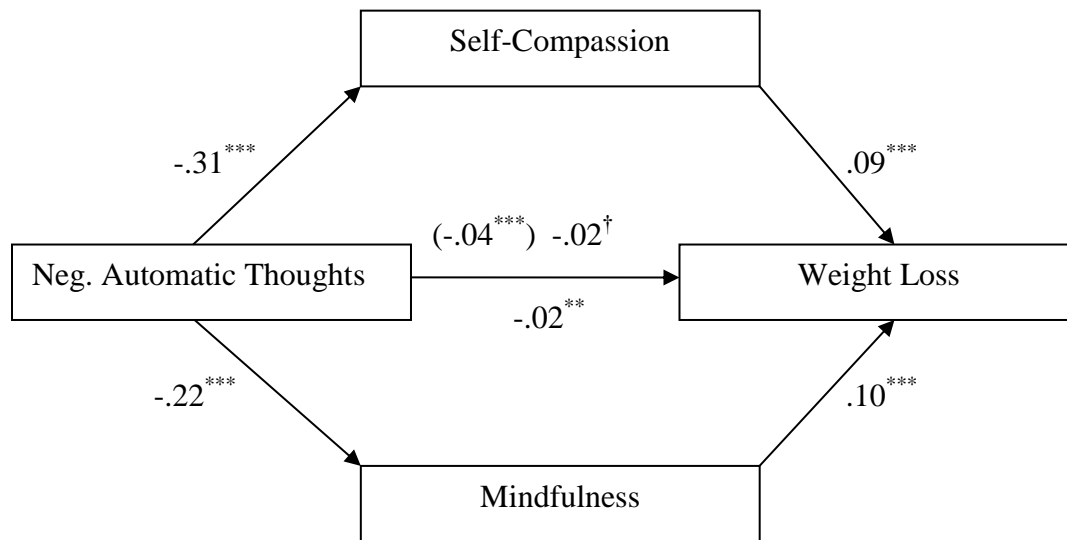 Self-Compassion
-.31***
.09***
(-.04***) -.02†
Neg. Automatic Thoughts
Weight Loss
-.02**
-.22***
.10***
Mindfulness